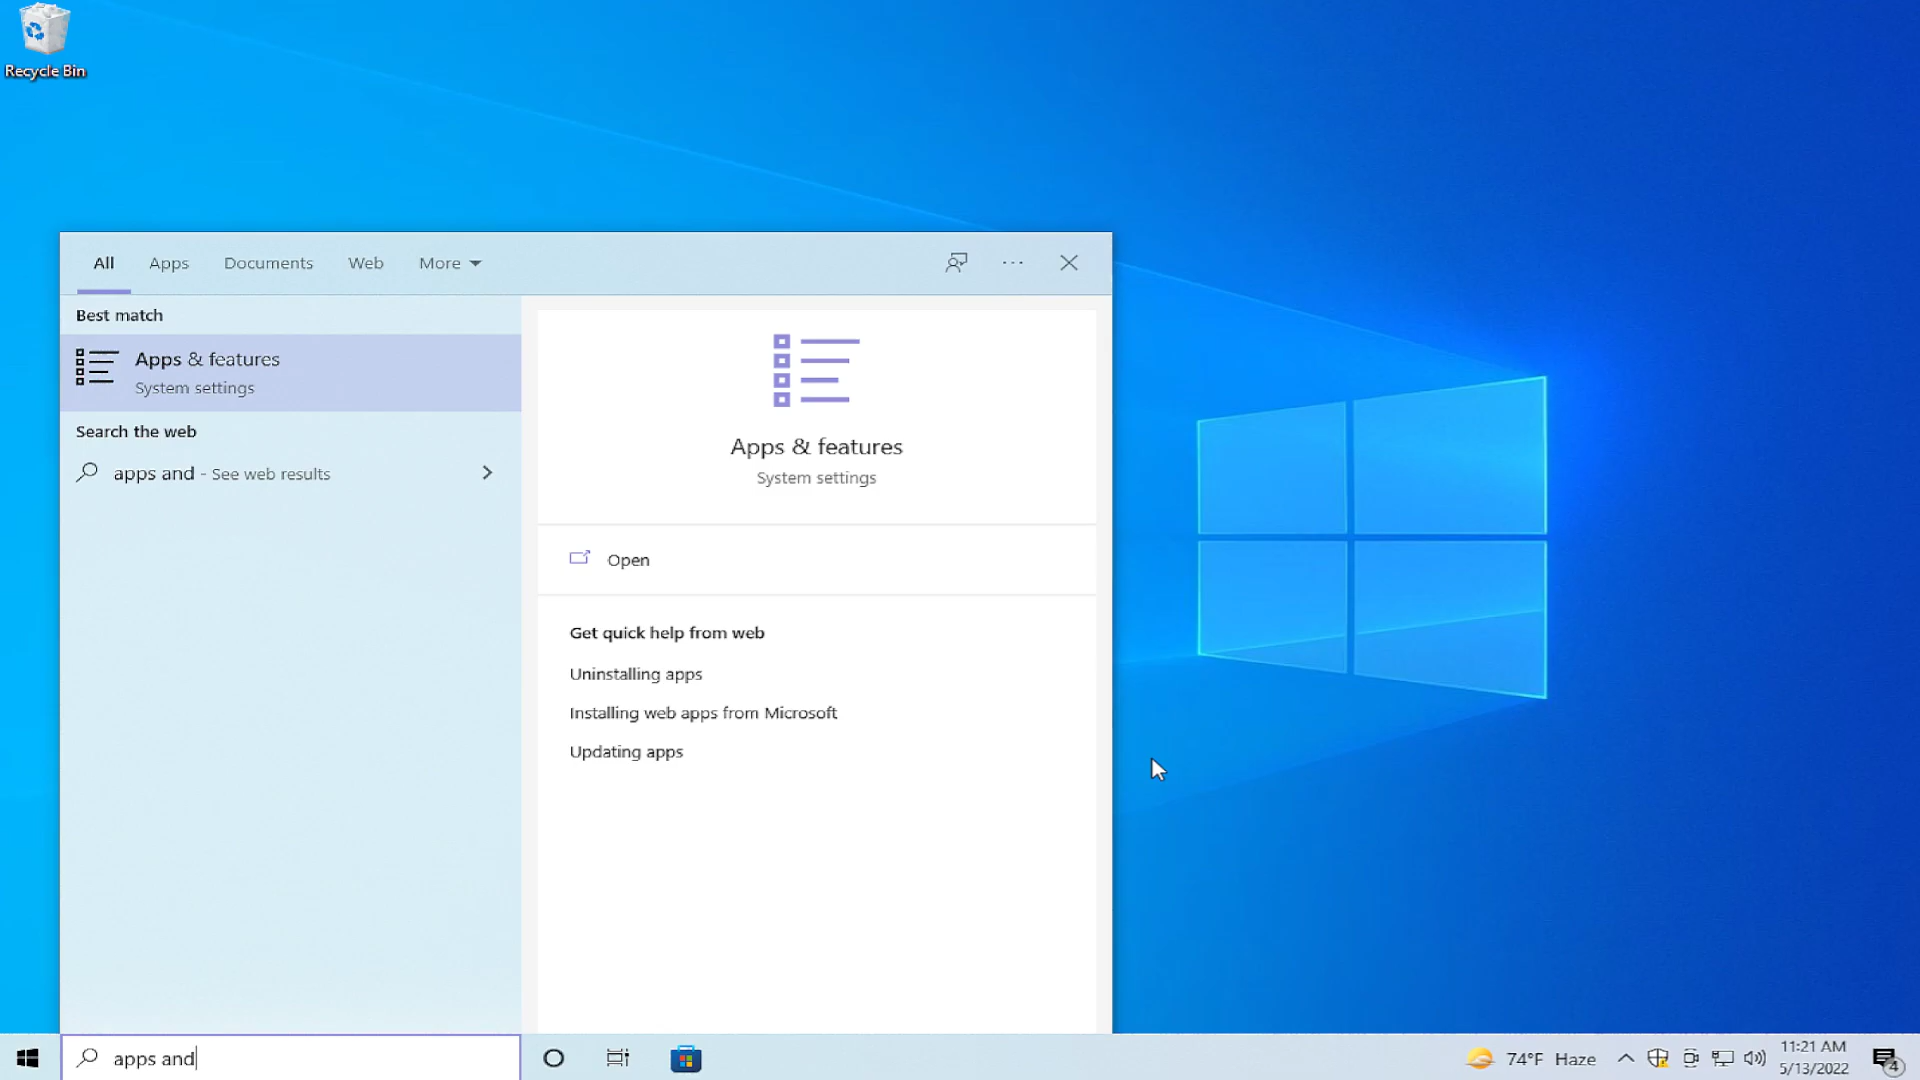 Recycle Bin
All Apps Documents Web More
Best match
Apps & features
System settings
Search the web
apps and - See web results
Apps & features
System settings
Open
Get quick help from web
Uninstalling apps
Installing web apps from Microsoft
Updating apps
apps and
74°F Haze
11:21 AM
5/13/2022
4